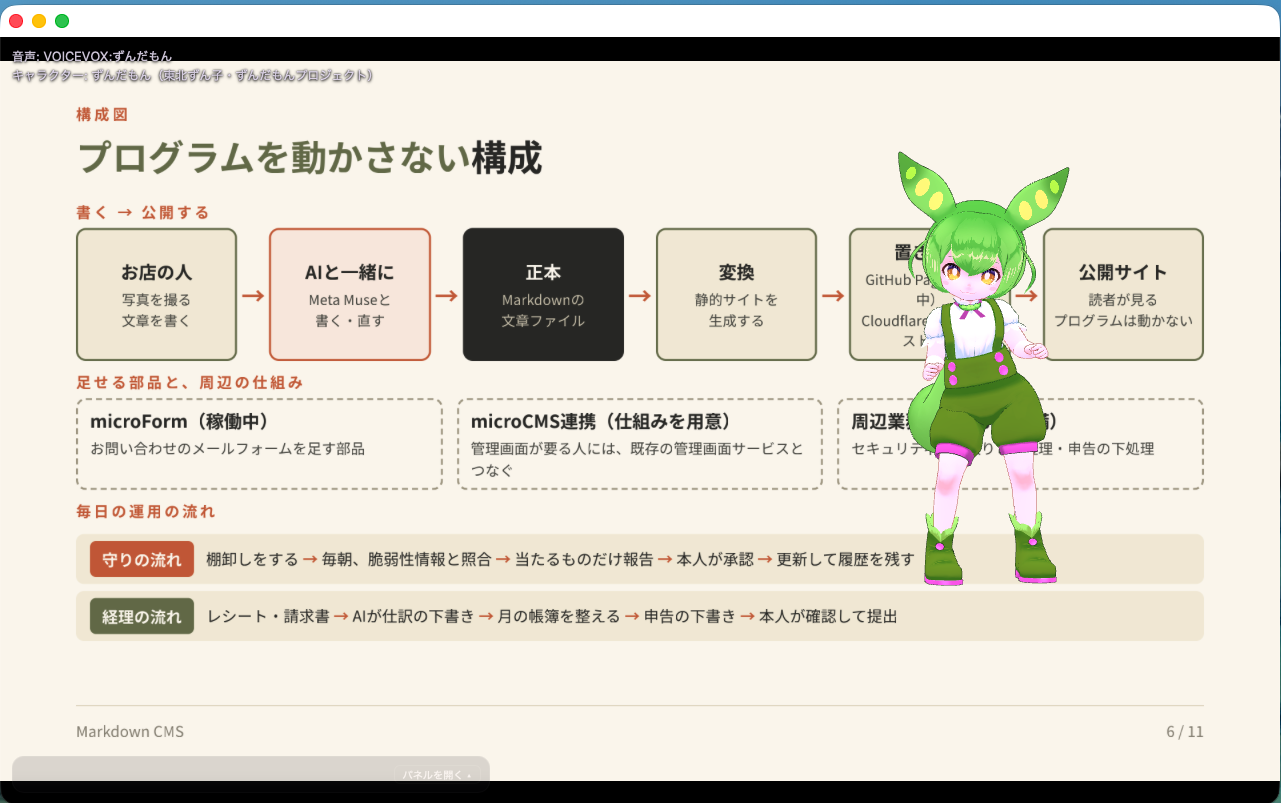 音声: VOICEVOX:ずんだもん
キャラクター: ずんだもん（東北ずん子・ずんだもんプロジェクト）
構成図
プログラムを動かさない構成
書く → 公開する
お店の人
写真を撮る
文章を書く
→
AIと一緒に
Meta Museと
書く・直す
→
正本
Markdownの
文章ファイル
→
変換
静的サイトを
生成する
→
置き
GitHub Pa
中）
Cloudflare
スト
→
公開サイト
読者が見る
プログラムは動かない
足せる部品と、周辺の仕組み
microForm（稼働中）
お問い合わせのメールフォームを足す部品
microCMS連携（仕組みを用意）
管理画面が要る人には、既存の管理画面サービスと
つなぐ
周辺業
セキュリテ 理・申告の下処理
毎日の運用の流れ
守りの流れ 棚卸しをする → 毎朝、脆弱性情報と照合 → 当たるものだけ報告 → 本人が承認 → 更新して履歴を残す
経理の流れ レシート・請求書 → AIが仕訳の下書き → 月の帳簿を整える → 申告の下書き → 本人が確認して提出
Markdown CMS
6 / 11
パネルを開く